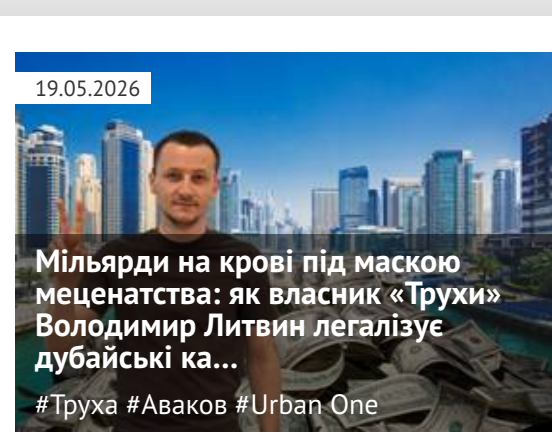 19.05.2026
Мільярди на крові під маскою
меценатства: як власник «Трухи»
Володимир Литвин легалізує
дубайські ка...
#Труха #Аваков #Urban One